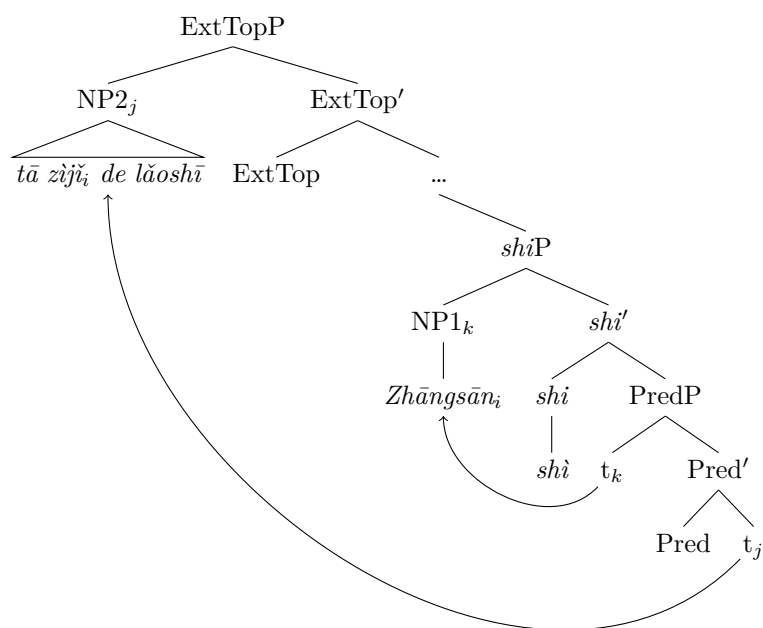 ExtTopP
NP2j ExtTop′
tā zìjǐi de lǎoshī ExtTop ...
shiP
NP1k shi′
Zhāngsāni shi PredP
shì tk Pred′
Pred tj